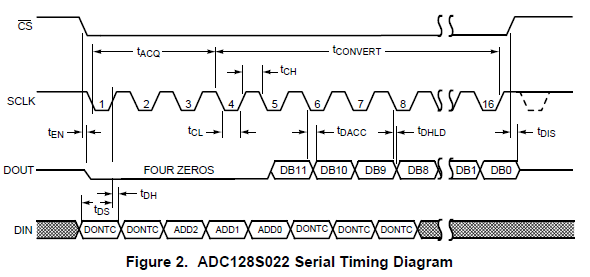 CS
tACQ
tCONVERT
tCH
SCLK
1 2 3 4 5 6 7 8 16
tEN
tCL
tDACC
tDHLD
tDIS
DOUT
FOUR ZEROS
DB11 DB10 DB9 DB8 DB1 DB0
tDH
tDS
DIN
DONTC DONTC ADD2 ADD1 ADD0 DONTC DONTC DONTC
Figure 2. ADC128S022 Serial Timing Diagram